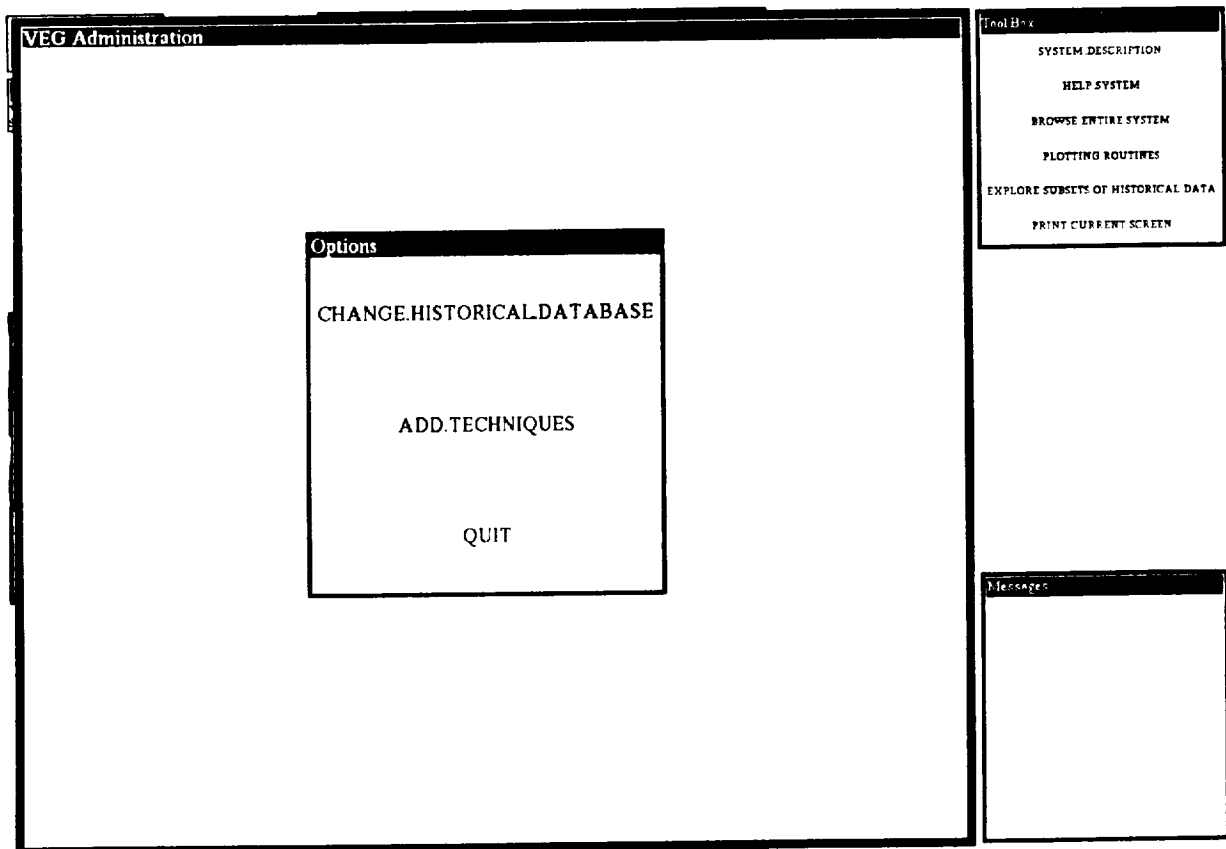 VEG Administration
Options
CHANGE.HISTORICAL.DATABASE
ADD.TECHNIQUES
QUIT
Tool Box
SYSTEM.DESCRIPTION
HELP SYSTEM
BROWSE ENTIRE SYSTEM
PLOTTING ROUTINES
EXPLORE SUBSETS OF HISTORICAL DATA
PRINT CURRENT SCREEN
Messages